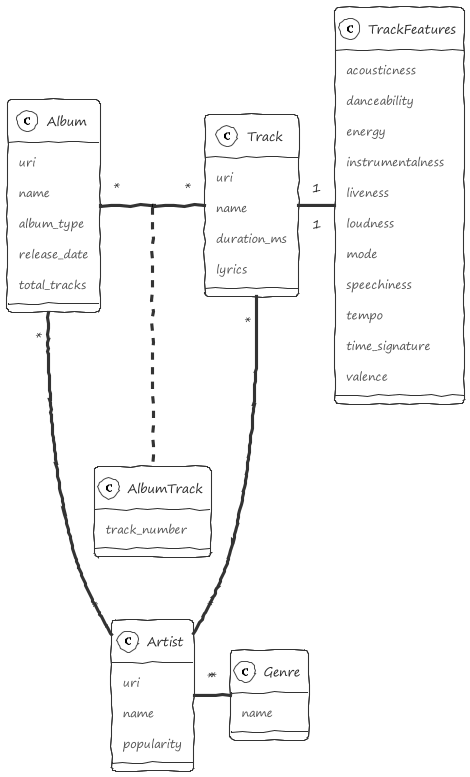 C TrackFeatures
acousticness
danceability
energy
instrumentalness
liveness
loudness
mode
speechiness
tempo
time_signature
valence
C Album
uri
name
album_type
release_date
total_tracks
C Track
uri
name
duration_ms
lyrics
* *
1
1
*
*
C AlbumTrack
track_number
C Artist
uri
name
popularity
* *
C Genre
name